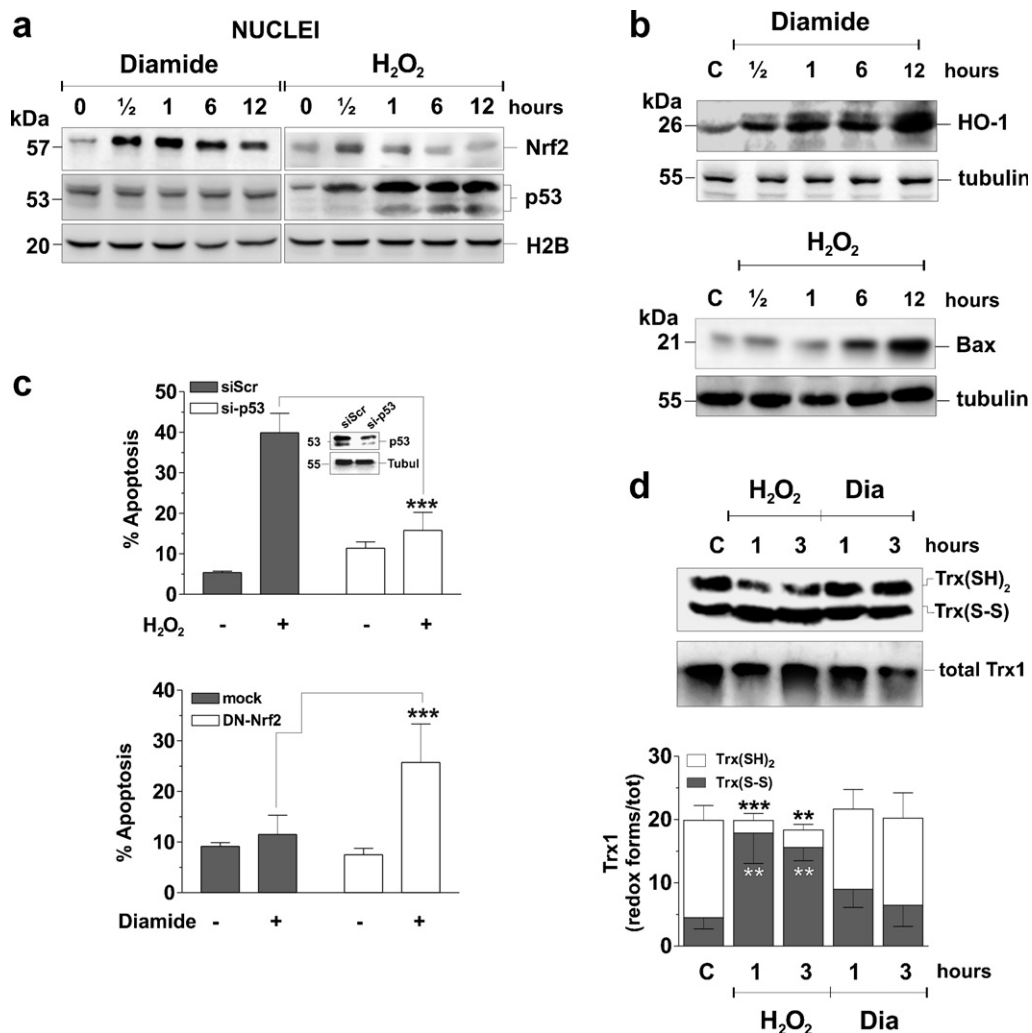 a
NUCLEI
Diamide H₂O₂
0 ½ 1 6 12 0 ½ 1 6 12 hours
kDa
57 Nrf2
53 p53
20 H2B
b
Diamide
C ½ 1 6 12 hours
kDa
26 HO-1
55 tubulin
H₂O₂
C ½ 1 6 12 hours
kDa
21 Bax
55 tubulin
c
siScr
si-p53
% Apoptosis
50
40
30
20
10
0
siScr si-p53
53 p53
55 Tubul
***
H₂O₂ - + - +
mock
DN-Nrf2
% Apoptosis
40
30
20
10
0
***
Diamide - + - +
d
H₂O₂ Dia
C 1 3 1 3 hours
Trx(SH)₂
Trx(S-S)
total Trx1
Trx1
(redox forms/tot)
30
20
10
0
Trx(SH)₂
Trx(S-S)
*** **
** **
C 1 3 1 3 hours
H₂O₂ Dia